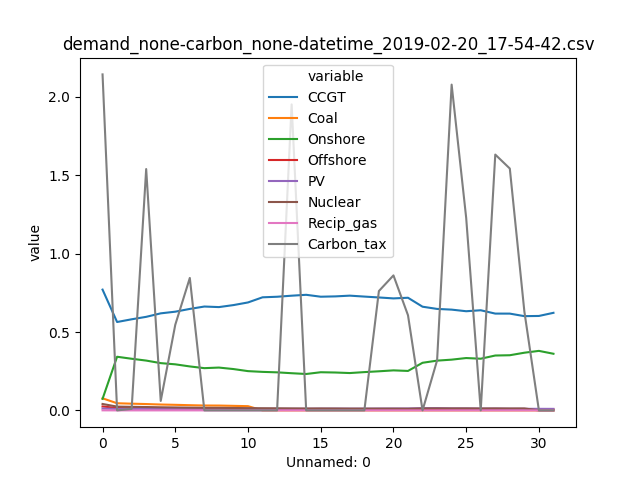 demand_none-carbon_none-datetime_2019-02-20_17-54-42.csv
variable
CCGT
Coal
Onshore
Offshore
PV
Nuclear
Recip_gas
Carbon_tax
value
2.0
1.5
1.0
0.5
0.0
0 5 10 15 20 25 30
Unnamed: 0